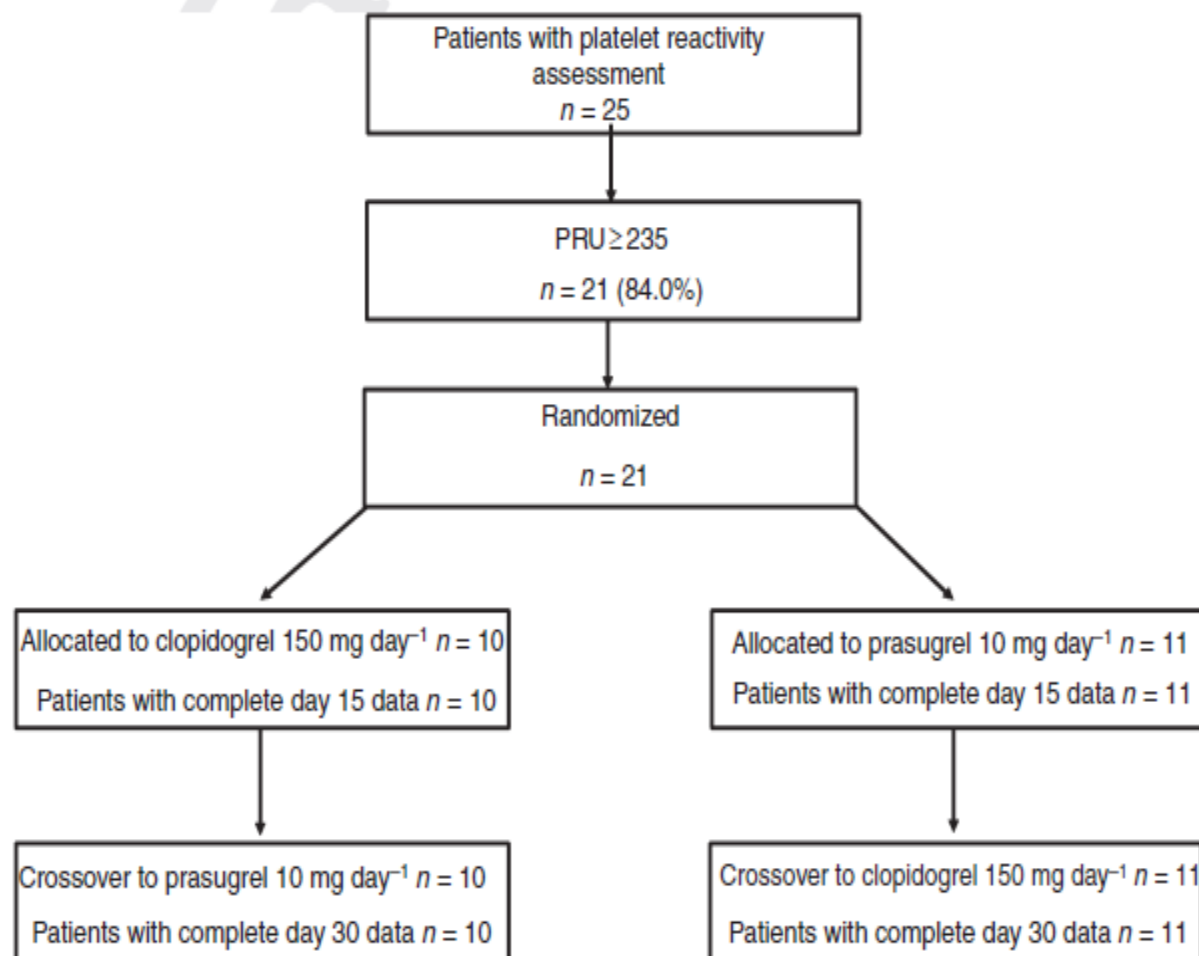 Patients with platelet reactivity
assessment
n = 25
PRU≥235
n = 21 (84.0%)
Randomized
n = 21
Allocated to clopidogrel 150 mg day⁻¹ n = 10
Patients with complete day 15 data n = 10
Allocated to prasugrel 10 mg day⁻¹ n = 11
Patients with complete day 15 data n = 11
Crossover to prasugrel 10 mg day⁻¹ n = 10
Patients with complete day 30 data n = 10
Crossover to clopidogrel 150 mg day⁻¹ n = 11
Patients with complete day 30 data n = 11